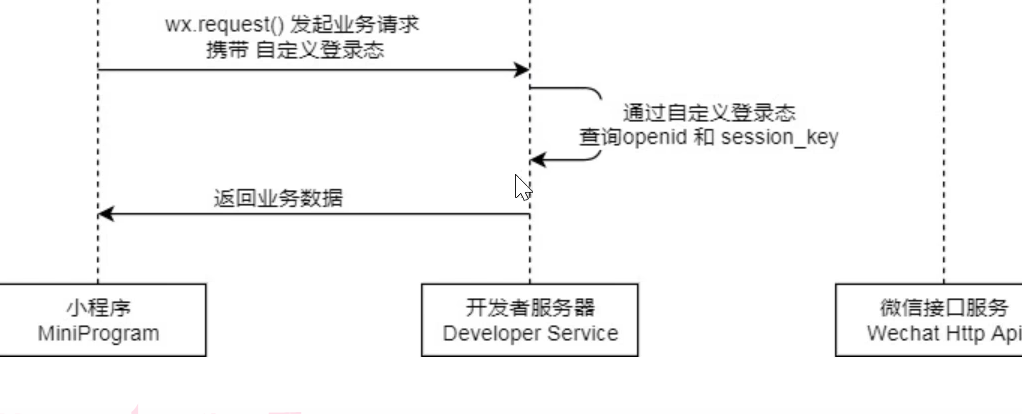 wx.request() 发起业务请求
携带 自定义登录态
通过自定义登录态
查询openid 和 session_key
返回业务数据
小程序
MiniProgram
开发者服务器
Developer Service
微信接口服务
Wechat Http Api